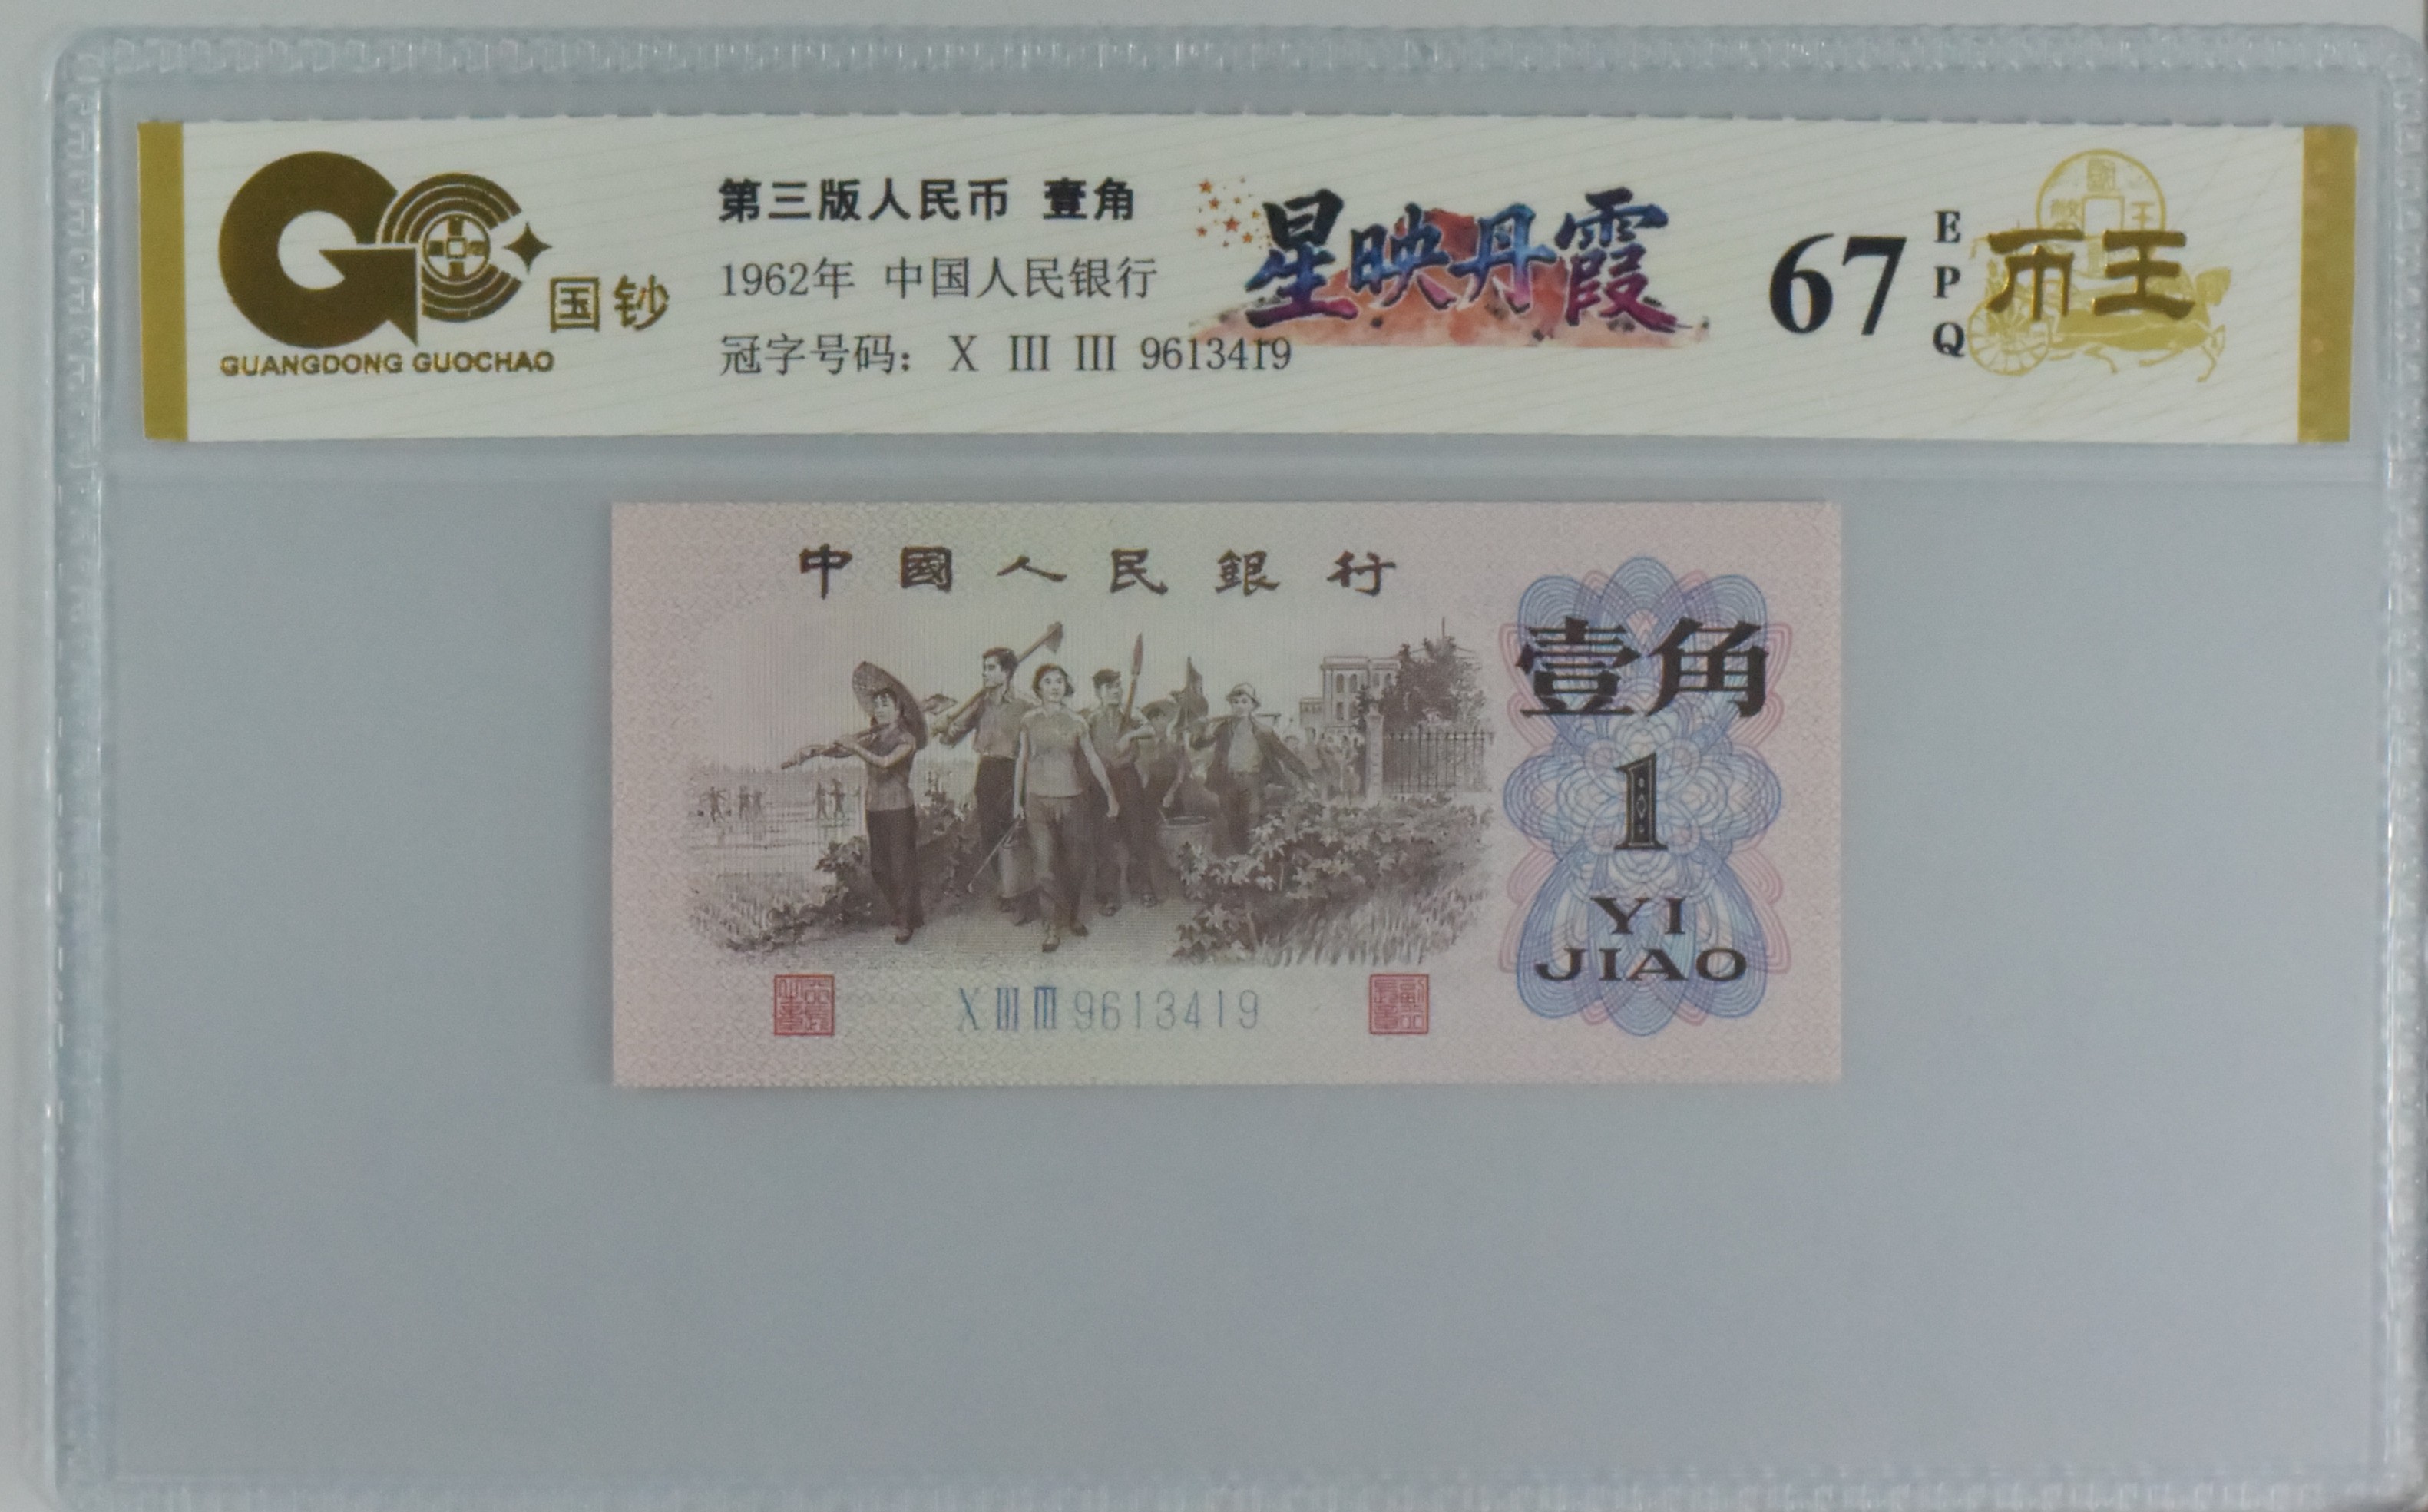 国钞
GUANGDONG GUOCHAO
第三版人民币 壹角
1962年 中国人民银行
冠字号码： X III III 9613419
星映丹霞
67
EPQ
币王
中國人民銀行
壹角
1
YI
JIAO
X III III 9613419